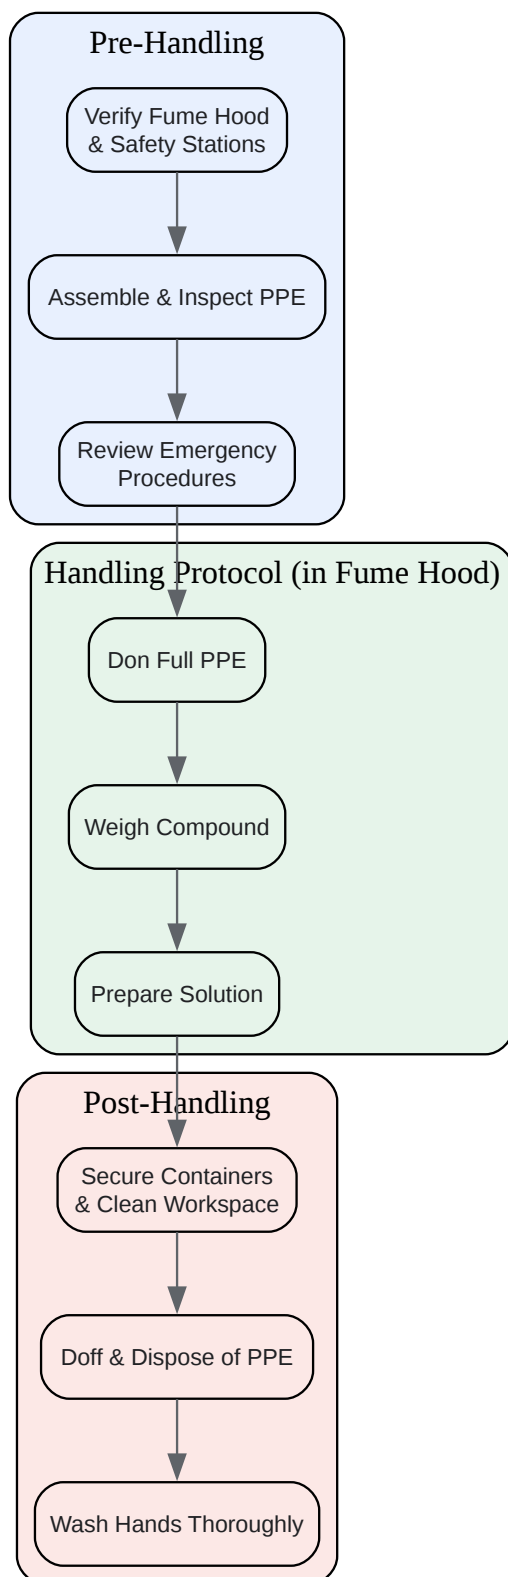 Pre-Handling
Verify Fume Hood
& Safety Stations
Assemble & Inspect PPE
Review Emergency
Procedures
Handling Protocol (in Fume Hood)
Don Full PPE
Weigh Compound
Prepare Solution
Post-Handling
Secure Containers
& Clean Workspace
Doff & Dispose of PPE
Wash Hands Thoroughly